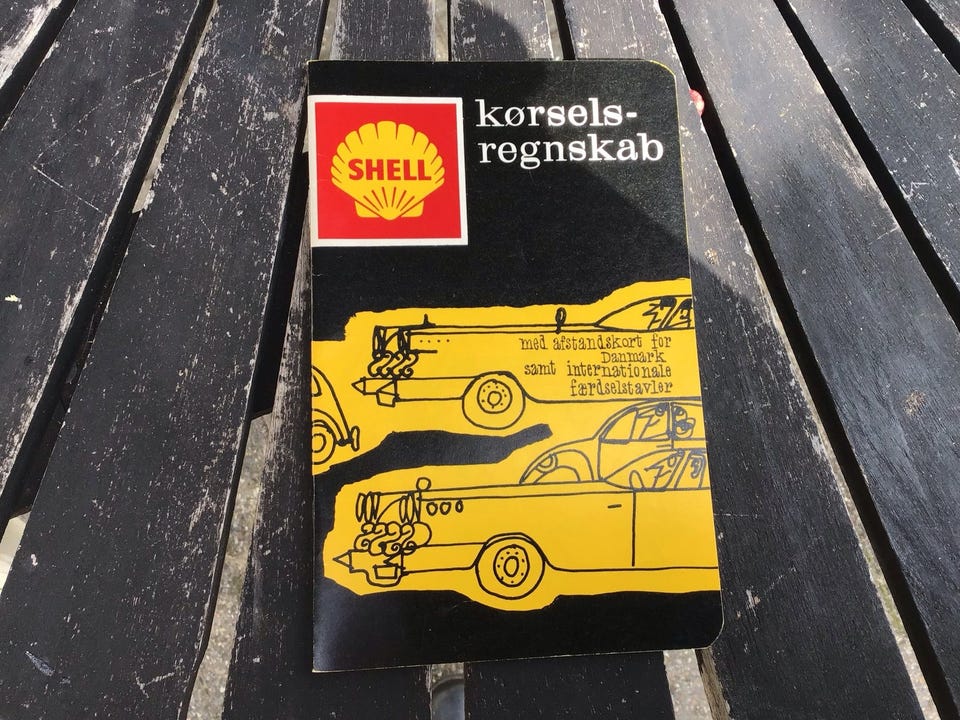 SHELL
kørsels-
regnskab
med afstandskort for
Danmark
samt internationale
færdselstavler